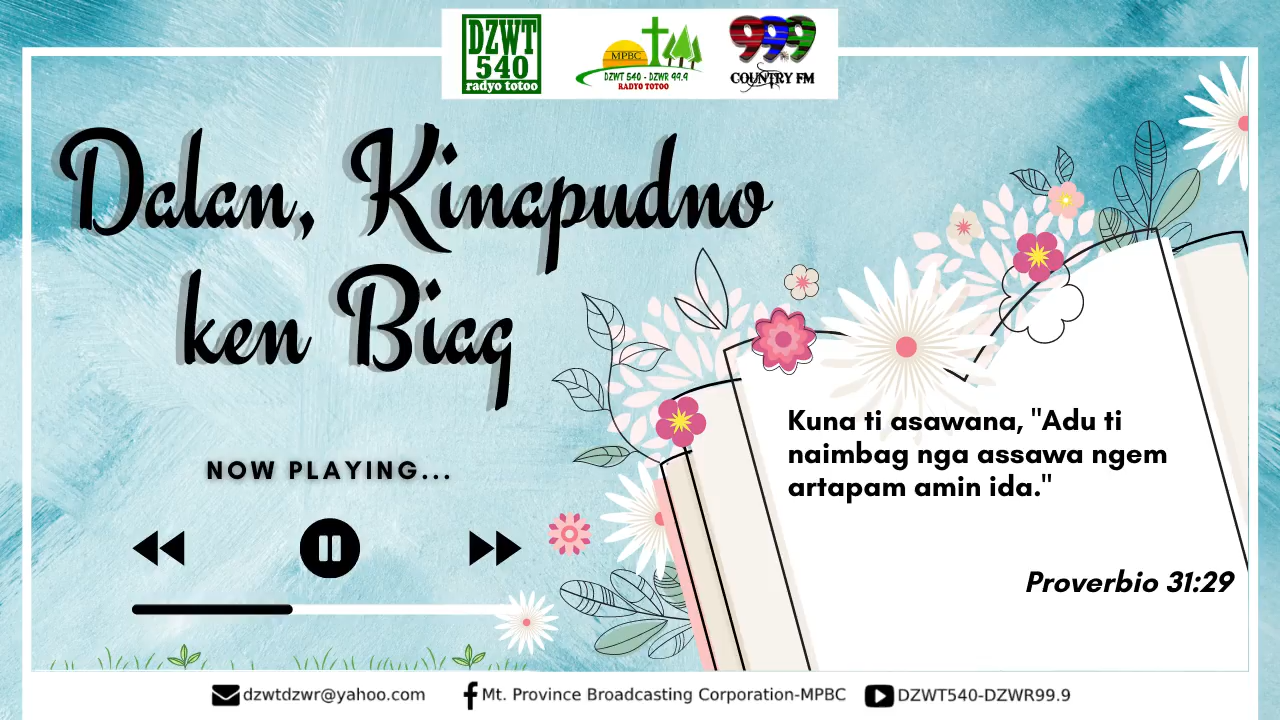 DZWT
540
radyo totoo
MPBC
DZWT 540 - DZWR 99.9
RADYO TOTOO
99.9
COUNTRY FM
Dalan, Kinapudno
ken Biag
NOW PLAYING...
Kuna ti asawana, "Adu ti
naimbag nga assawa ngem
artapam amin ida."
Proverbio 31:29
dzwtdzwr@yahoo.com
Mt. Province Broadcasting Corporation-MPBC
DZWT540-DZWR99.9